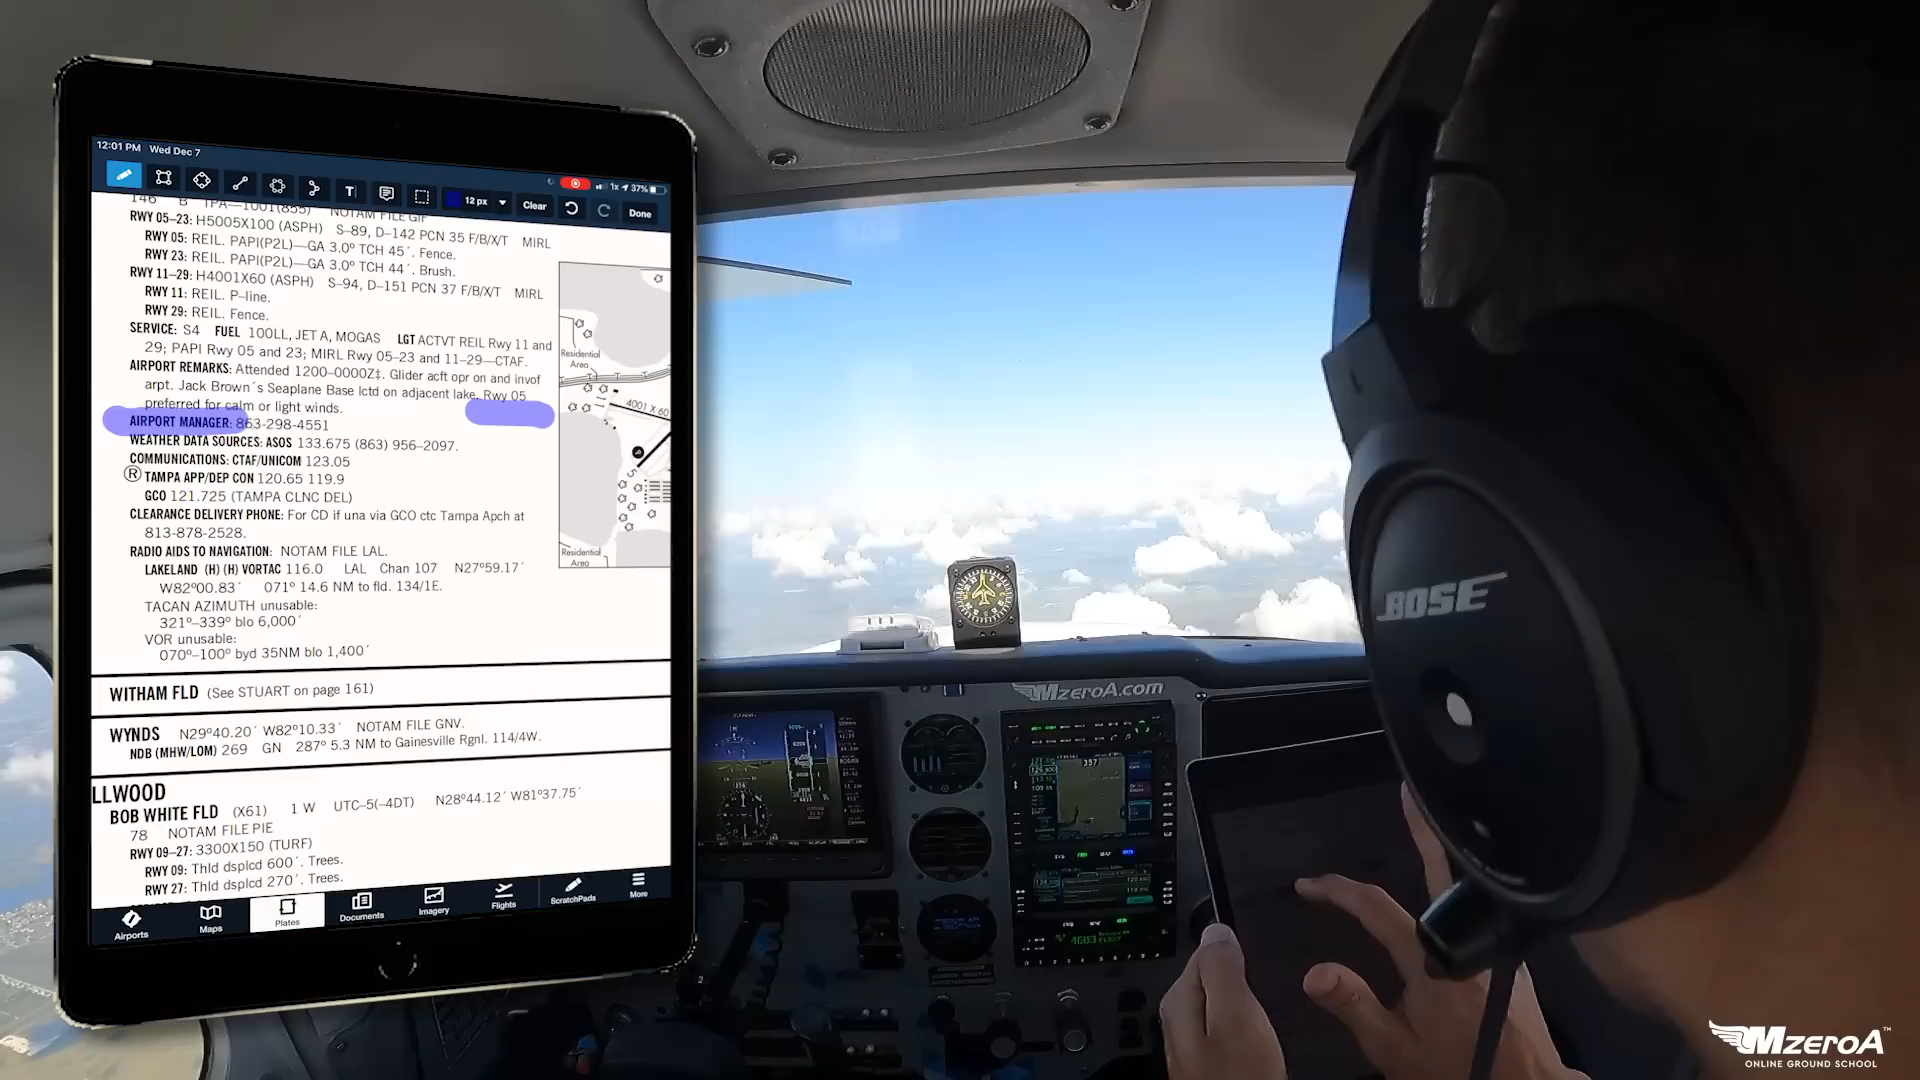 12:01 PM Wed Dec 7
1x 37%
T
12 px
Clear
Done
146 B TPA—1001(855) NOTAM FILE GIF
RWY 05–23: H5005X100 (ASPH) S–89, D–142 PCN 35 F/B/X/T MIRL
RWY 05: REIL. PAPI(P2L)—GA 3.0° TCH 45´. Fence.
RWY 23: REIL. PAPI(P2L)—GA 3.0° TCH 44´. Brush.
RWY 11–29: H4001X60 (ASPH) S–94, D–151 PCN 37 F/B/X/T MIRL
RWY 11: REIL. P–line.
RWY 29: REIL. Fence.
SERVICE: S4 FUEL 100LL, JET A, MOGAS LGT ACTVT REIL Rwy 11 and
29; PAPI Rwy 05 and 23; MIRL Rwy 05–23 and 11–29—CTAF.
AIRPORT REMARKS: Attended 1200–0000Z‡. Glider acft opr on and invof
arpt. Jack Brown´s Seaplane Base lctd on adjacent lake. Rwy 05
preferred for calm or light winds.
AIRPORT MANAGER: 863-298-4551
WEATHER DATA SOURCES: ASOS 133.675 (863) 956–2097.
COMMUNICATIONS: CTAF/UNICOM 123.05
Ⓡ TAMPA APP/DEP CON 120.65 119.9
GCO 121.725 (TAMPA CLNC DEL)
CLEARANCE DELIVERY PHONE: For CD if una via GCO ctc Tampa Apch at
813-878-2528.
RADIO AIDS TO NAVIGATION: NOTAM FILE LAL.
LAKELAND (H) (H) VORTAC 116.0 LAL Chan 107 N27°59.17´
W82°00.83´ 071° 14.6 NM to fld. 134/1E.
TACAN AZIMUTH unusable:
321°–339° blo 6,000´
VOR unusable:
070°–100° byd 35NM blo 1,400´
Residential
Area
4001 X 60
5
Residential
Area
WITHAM FLD (See STUART on page 161)
WYNDS N29°40.20´ W82°10.33´ NOTAM FILE GNV.
NDB (MHW/LOM) 269 GN 287° 5.3 NM to Gainesville Rgnl. 114/4W.
LLWOOD
BOB WHITE FLD (X61) 1 W UTC–5(–4DT) N28°44.12´ W81°37.75´
78 NOTAM FILE PIE
RWY 09–27: 3300X150 (TURF)
RWY 09: Thld dsplcd 600´. Trees.
RWY 27: Thld dsplcd 270´. Trees.
Airports
Maps
Plates
Documents
Imagery
Flights
ScratchPads
More
MzeroA.com
357
4603
BOSE
MzeroA™
ONLINE GROUND SCHOOL